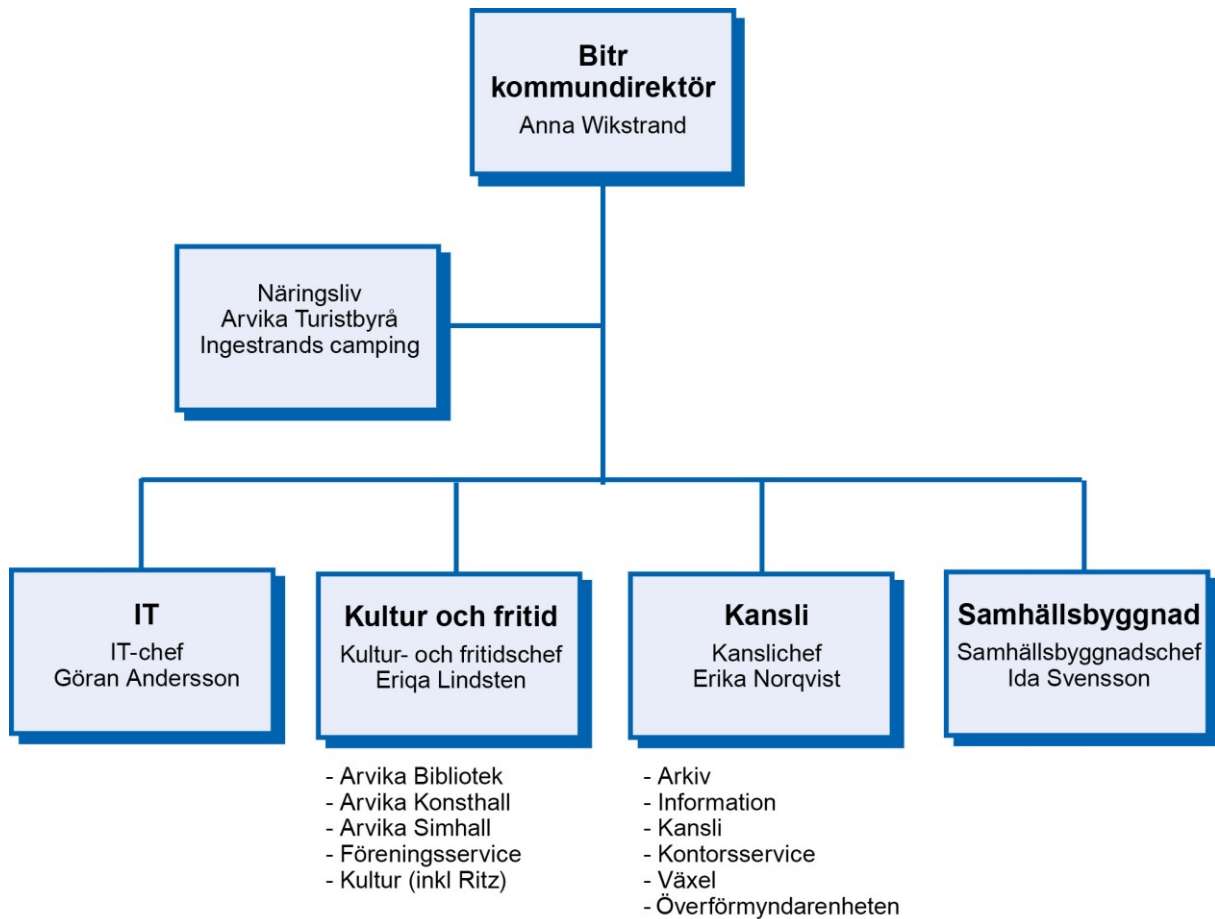 Bitr
kommundirektör
Anna Wikstrand
Näringsliv
Arvika Turistbyrå
Ingestrands camping
IT
IT-chef
Göran Andersson
Kultur och fritid
Kultur- och fritidschef
Eriqa Lindsten
- Arvika Bibliotek
- Arvika Konsthall
- Arvika Simhall
- Föreningsservice
- Kultur (inkl Ritz)
Kansli
Kanslichef
Erika Norqvist
- Arkiv
- Information
- Kansli
- Kontorsservice
- Växel
- Överförmyndarenheten
Samhällsbyggnad
Samhällsbyggnadschef
Ida Svensson